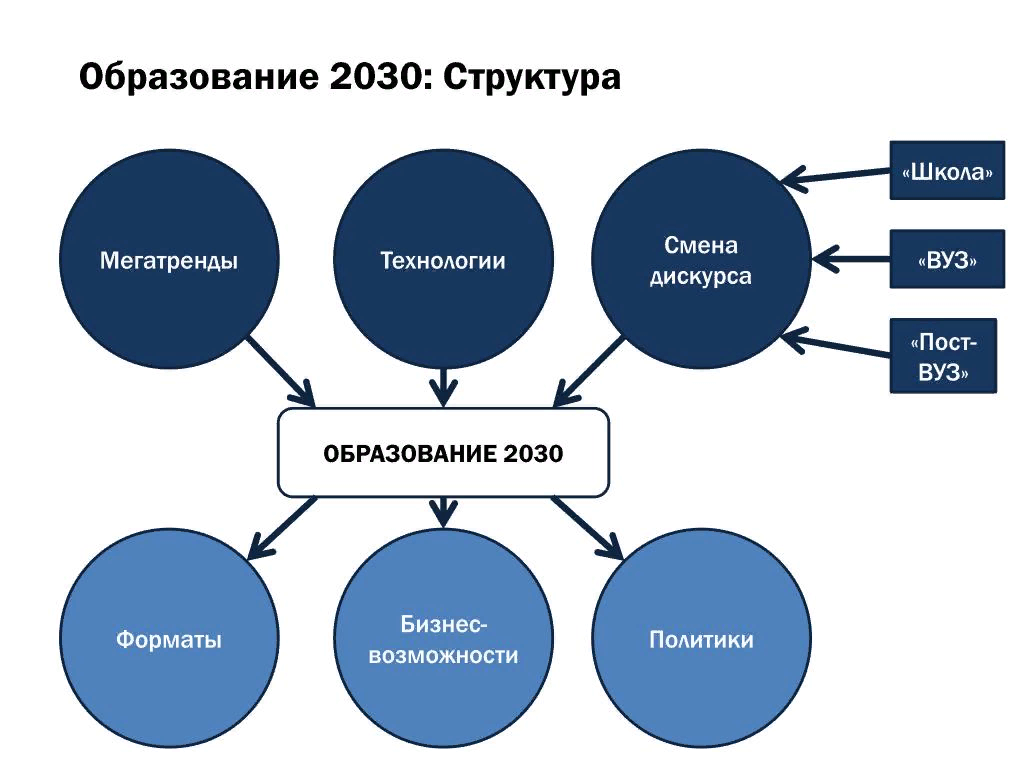 Образование 2030: Структура
«Школа»
Мегатренды
Технологии
Смена
дискурса
«ВУЗ»
«Пост-
ВУЗ»
ОБРАЗОВАНИЕ 2030
Форматы
Бизнес-
возможности
Политики